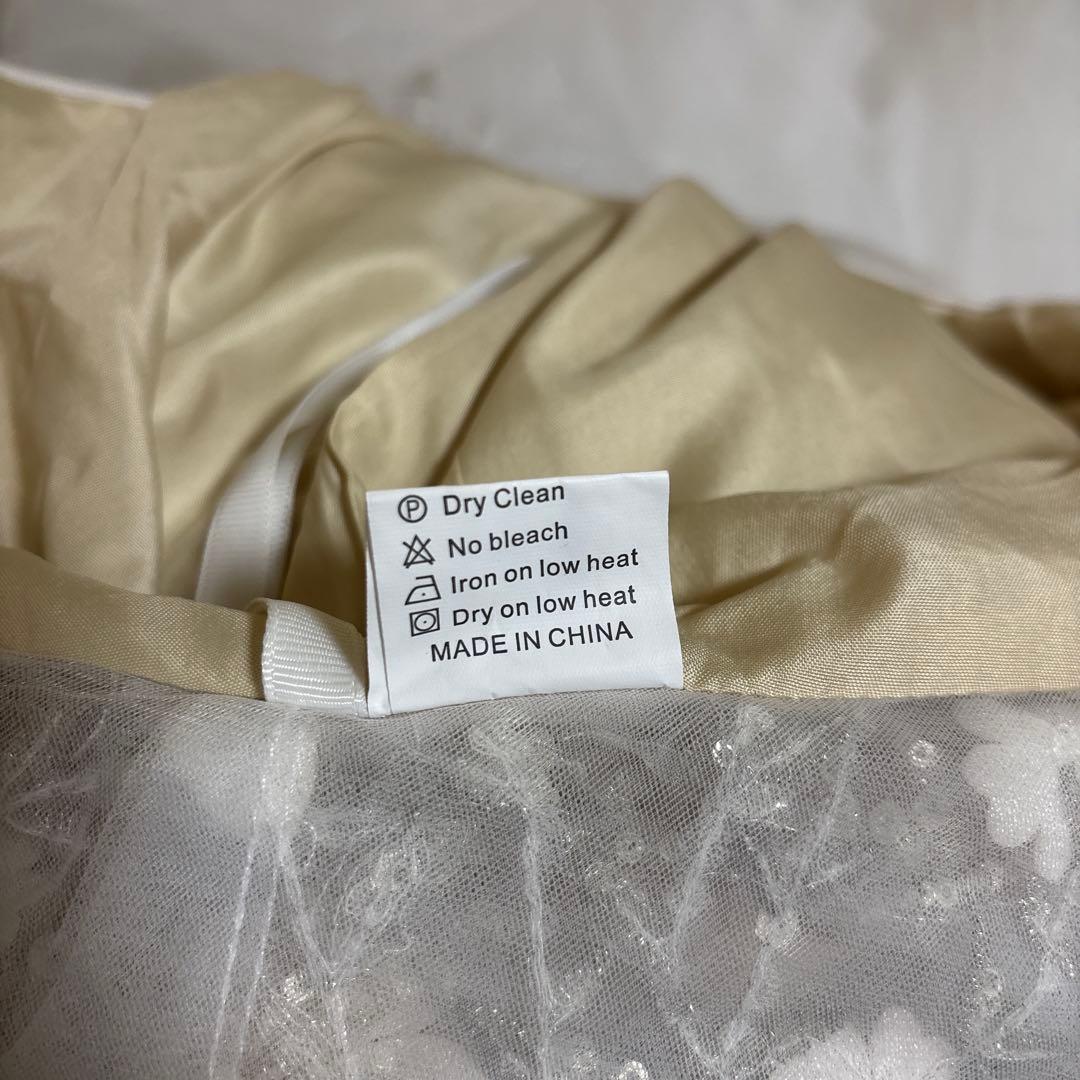 Ⓟ Dry Clean
No bleach
Iron on low heat
Dry on low heat
MADE IN CHINA